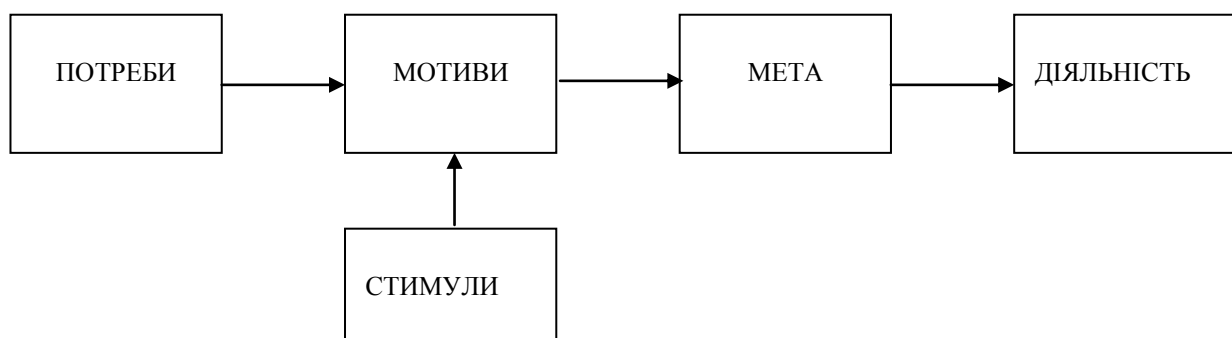 ПОТРЕБИ
МОТИВИ
МЕТА
ДІЯЛЬНІСТЬ
СТИМУЛИ